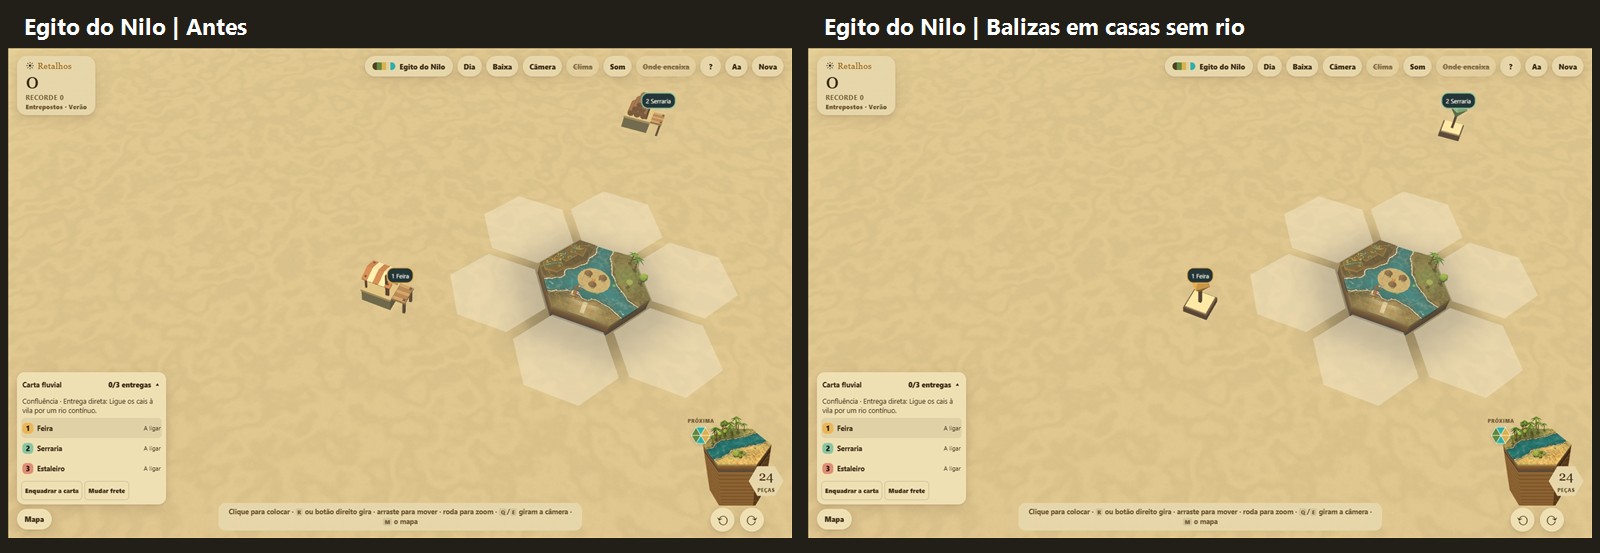 Egito do Nilo | Antes
Retalhos
0
RECORDE 0
Entrepostos · Verão
Egito do Nilo
Dia
Baixa
Câmera
Clima
Som
Onde encaixa
?
Aa
Nova
2 Serraria
1 Feira
Carta fluvial
0/3 entregas
Confluência · Entrega direta: Ligue os cais à
vila por um rio contínuo.
1 Feira A ligar
2 Serraria A ligar
3 Estaleiro A ligar
Enquadrar a carta
Mudar frete
Mapa
Clique para colocar · R ou botão direito gira · arraste para mover · roda para zoom · Q / E giram a câmera ·
M o mapa
PRÓXIMA
24
PEÇAS
Egito do Nilo | Balizas em casas sem rio
Retalhos
0
RECORDE 0
Entrepostos · Verão
Egito do Nilo
Dia
Baixa
Câmera
Clima
Som
Onde encaixa
?
Aa
Nova
2 Serraria
1 Feira
Carta fluvial
0/3 entregas
Confluência · Entrega direta: Ligue os cais à
vila por um rio contínuo.
1 Feira A ligar
2 Serraria A ligar
3 Estaleiro A ligar
Enquadrar a carta
Mudar frete
Mapa
Clique para colocar · R ou botão direito gira · arraste para mover · roda para zoom · Q / E giram a câmera ·
M o mapa
PRÓXIMA
24
PEÇAS